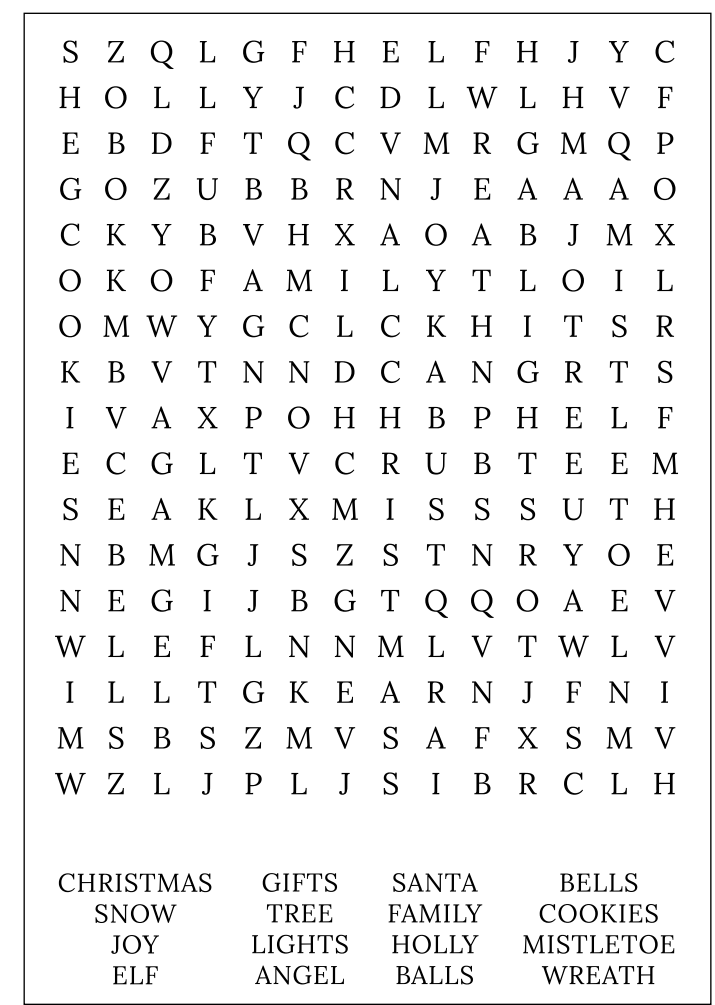 S Z Q L G F H E L F H J Y C
H O L L Y J C D L W L H V F
E B D F T Q C V M R G M Q P
G O Z U B B R N J E A A A O
C K Y B V H X A O A B J M X
O K O F A M I L Y T L O I L
O M W Y G C L C K H I T S R
K B V T N N D C A N G R T S
I V A X P O H H B P H E L F
E C G L T V C R U B T E E M
S E A K L X M I S S S U T H
N B M G J S Z S T N R Y O E
N E G I J B G T Q Q O A E V
W L E F L N N M L V T W L V
I L L T G K E A R N J F N I
M S B S Z M V S A F X S M V
W Z L J P L J S I B R C L H
CHRISTMAS GIFTS SANTA BELLS
SNOW TREE FAMILY COOKIES
JOY LIGHTS HOLLY MISTLETOE
ELF ANGEL BALLS WREATH